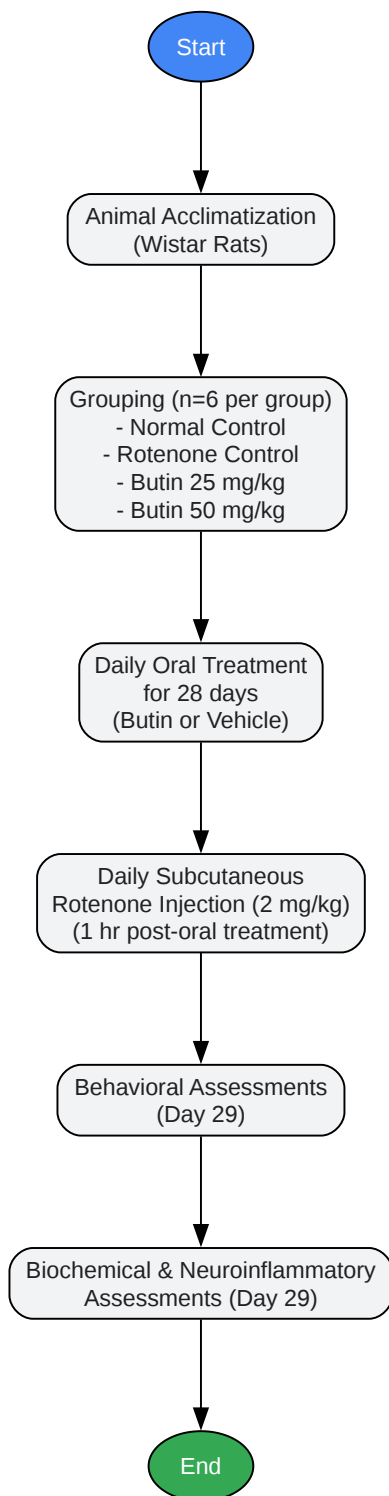 Start
Animal Acclimatization
(Wistar Rats)
Grouping (n=6 per group)
- Normal Control
- Rotenone Control
- Butin 25 mg/kg
- Butin 50 mg/kg
Daily Oral Treatment
for 28 days
(Butin or Vehicle)
Daily Subcutaneous
Rotenone Injection (2 mg/kg)
(1 hr post-oral treatment)
Behavioral Assessments
(Day 29)
Biochemical & Neuroinflammatory
Assessments (Day 29)
End